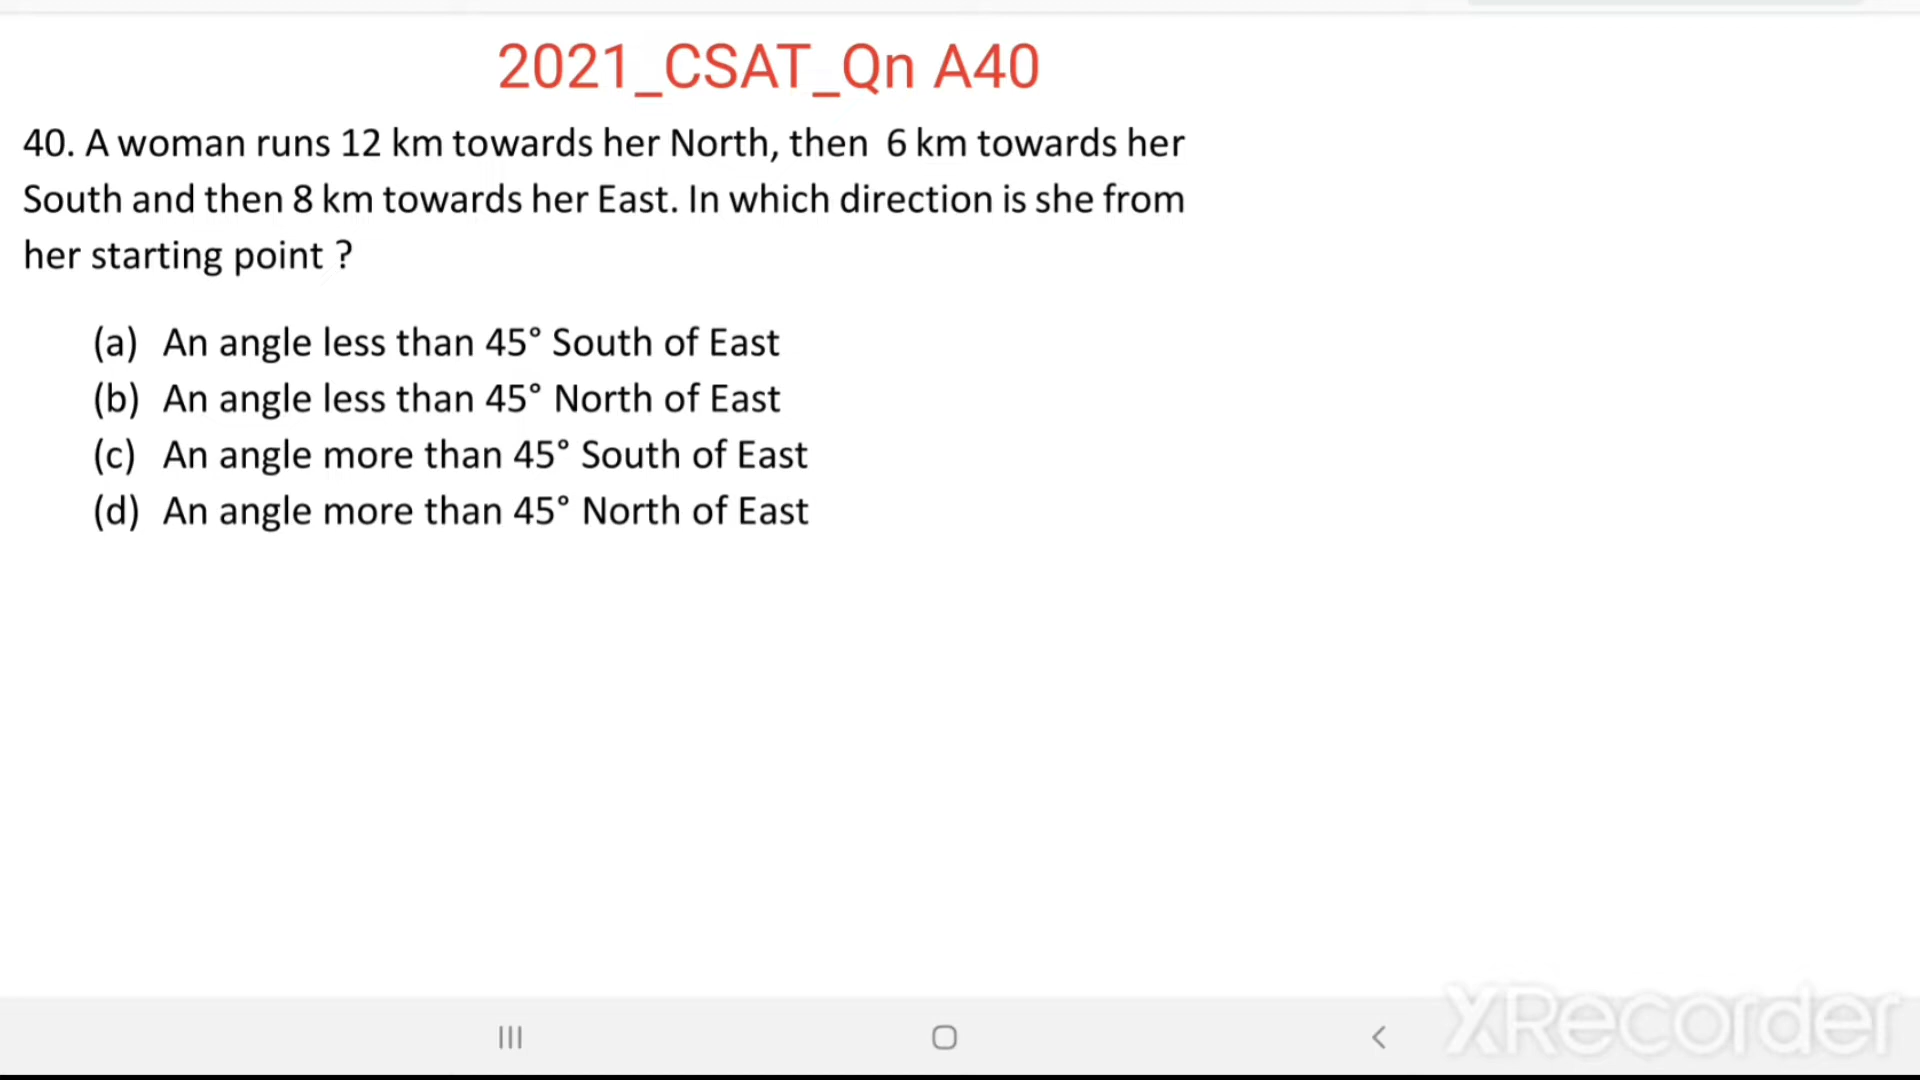 2021_CSAT_Qn A40
40. A woman runs 12 km towards her North, then 6 km towards her
South and then 8 km towards her East. In which direction is she from
her starting point ?
(a) An angle less than 45° South of East
(b) An angle less than 45° North of East
(c) An angle more than 45° South of East
(d) An angle more than 45° North of East
XRecorder